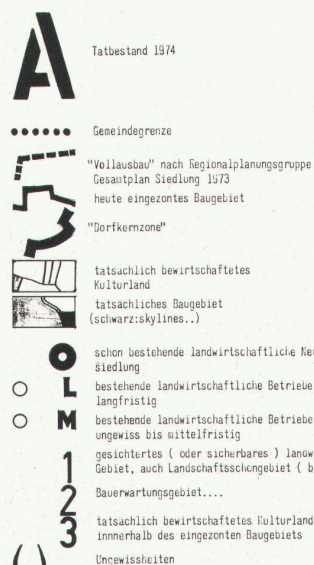 A
Tatbestand 1974
Gemeindegrenze
"Vollausbau" nach Regionalplanungsgruppe
Gesamtplan Siedlung 1973
heute eingezontes Baugebiet
"Dorfkernzone"
tatsächlich bewirtschaftetes
Kulturland
tatsächliches Baugebiet
(schwarz:skylines..)
schon bestehende landwirtschaftliche Neu
siedlung
L bestehende landwirtschaftliche Betriebe
langfristig
M bestehende landwirtschaftliche Betriebe
ungewiss bis mittelfristig
1 gesichertes ( oder sicherbares ) landw
Gebiet, auch Landschaftsschongebiet ( b
2 Bauerwartungsgebiet....
3 tatsächlich bewirtschaftetes Kulturland
innnerhalb des eingezonten Baugebiets
( ) Ungewissheiten